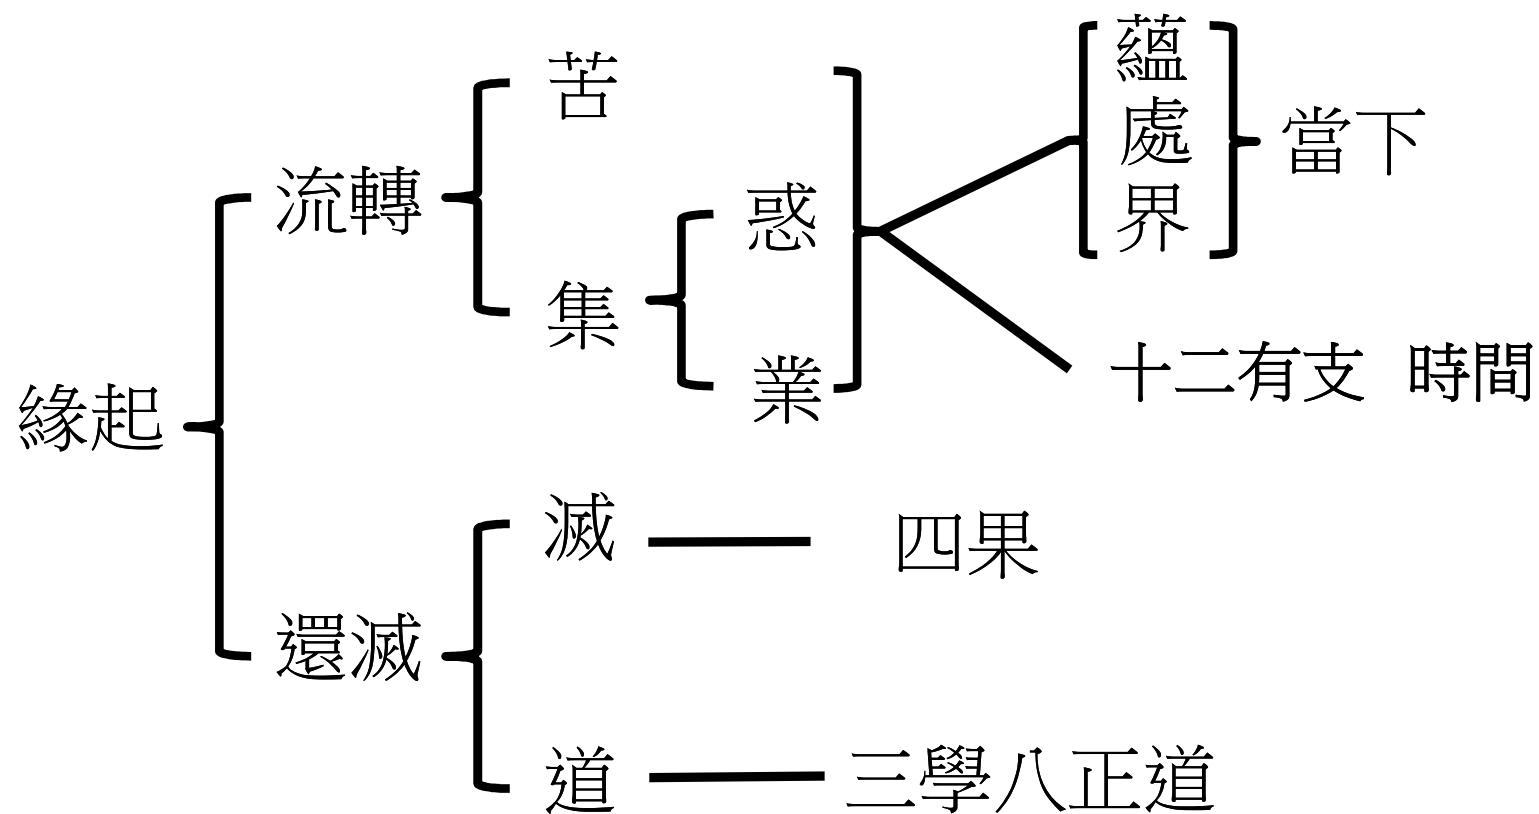 緣起
流轉
苦
集
惑
業
蘊
處
界
當下
十二有支 時間
還滅
滅
四果
道
三學八正道